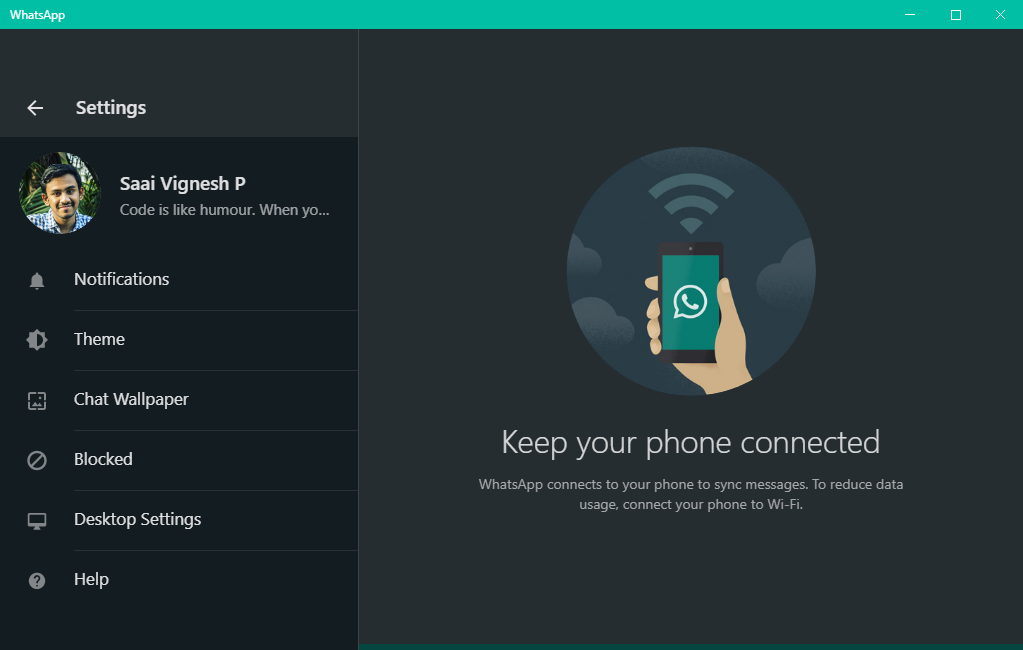 WhatsApp
Settings
Saai Vignesh P
Code is like humour. When yo...
Notifications
Theme
Chat Wallpaper
Blocked
Desktop Settings
Help
Keep your phone connected
WhatsApp connects to your phone to sync messages. To reduce data
usage, connect your phone to Wi-Fi.